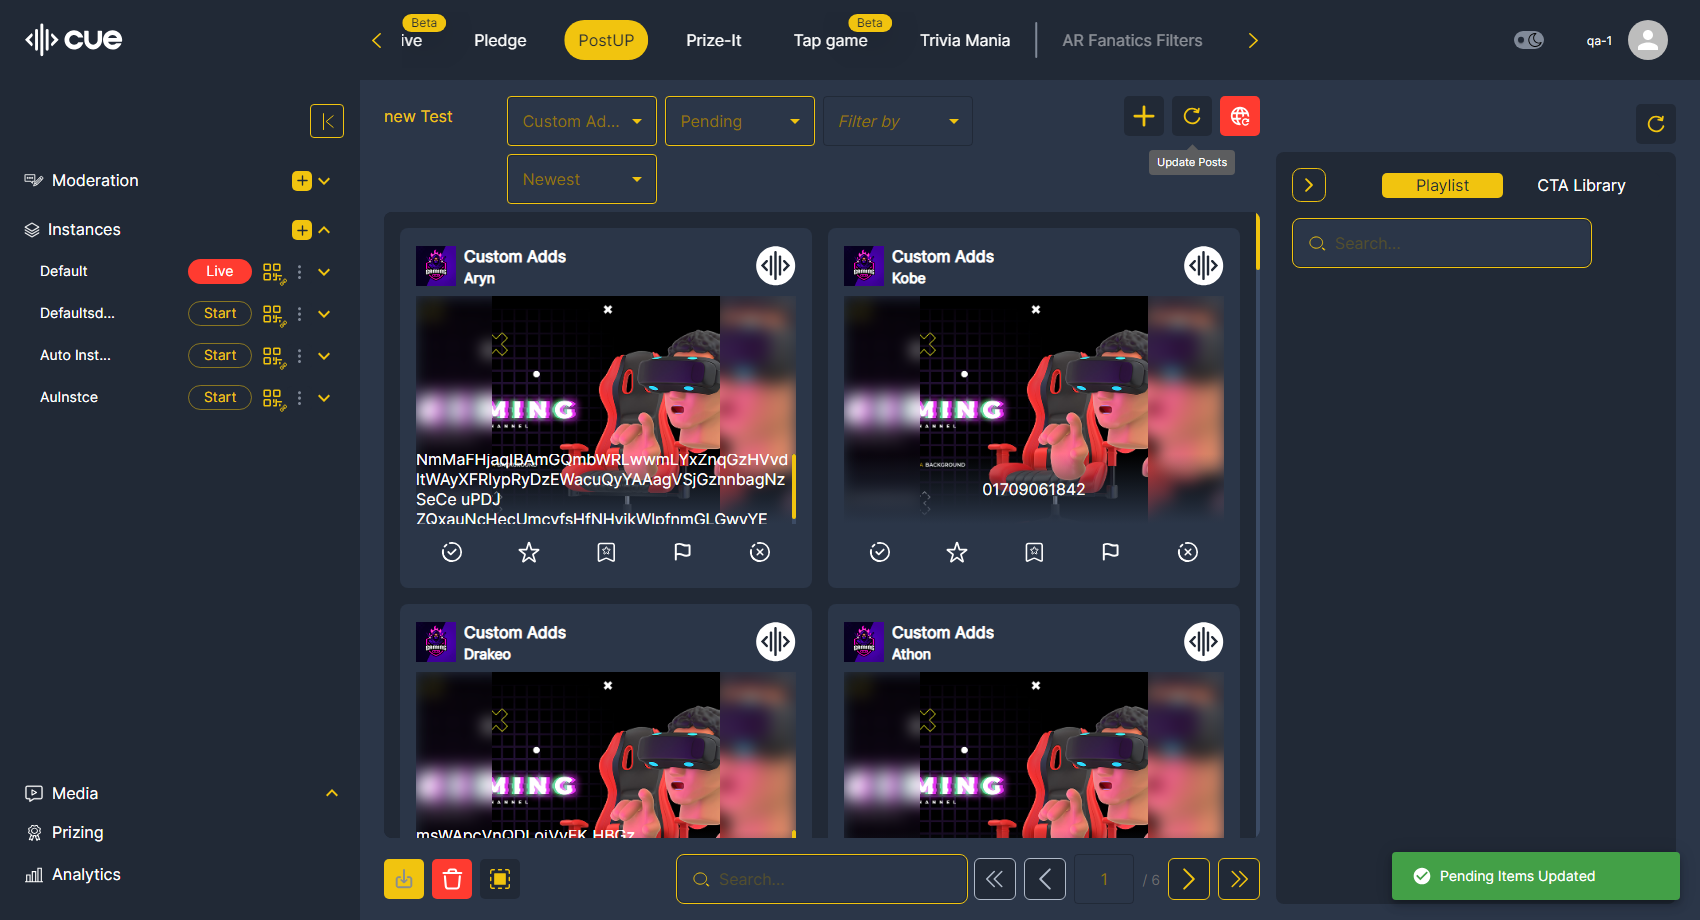 cue
Beta
ive
Pledge
PostUP
Prize-It
Beta
Tap game
Trivia Mania
AR Fanatics Filters
qa-1
Moderation
Instances
Default
Live
Defaultsd...
Start
Auto Inst...
Start
AuInstce
Start
Media
Prizing
Analytics
new Test
Custom Ad...
Pending
Filter by
Newest
Update Posts
Custom Adds
Aryn
MING
NmMaFHjaqlBAmGQmbWRLwwmLYxZnqGzHVvd
ltWAyXFRlypRyDzEWacuQyYAAagVSjGznnbagNz
SeCe uPDJ
ZQxauNcHecUmcvfsHfNHvikWlpfnmGLGwvYE
Custom Adds
Kobe
MING
BACKGROUND
01709061842
Custom Adds
Drakeo
MING
msWApcVnQDLoiVvEK HBGz
Custom Adds
Athon
MING
Search...
1
/ 6
Playlist
CTA Library
Search...
Pending Items Updated